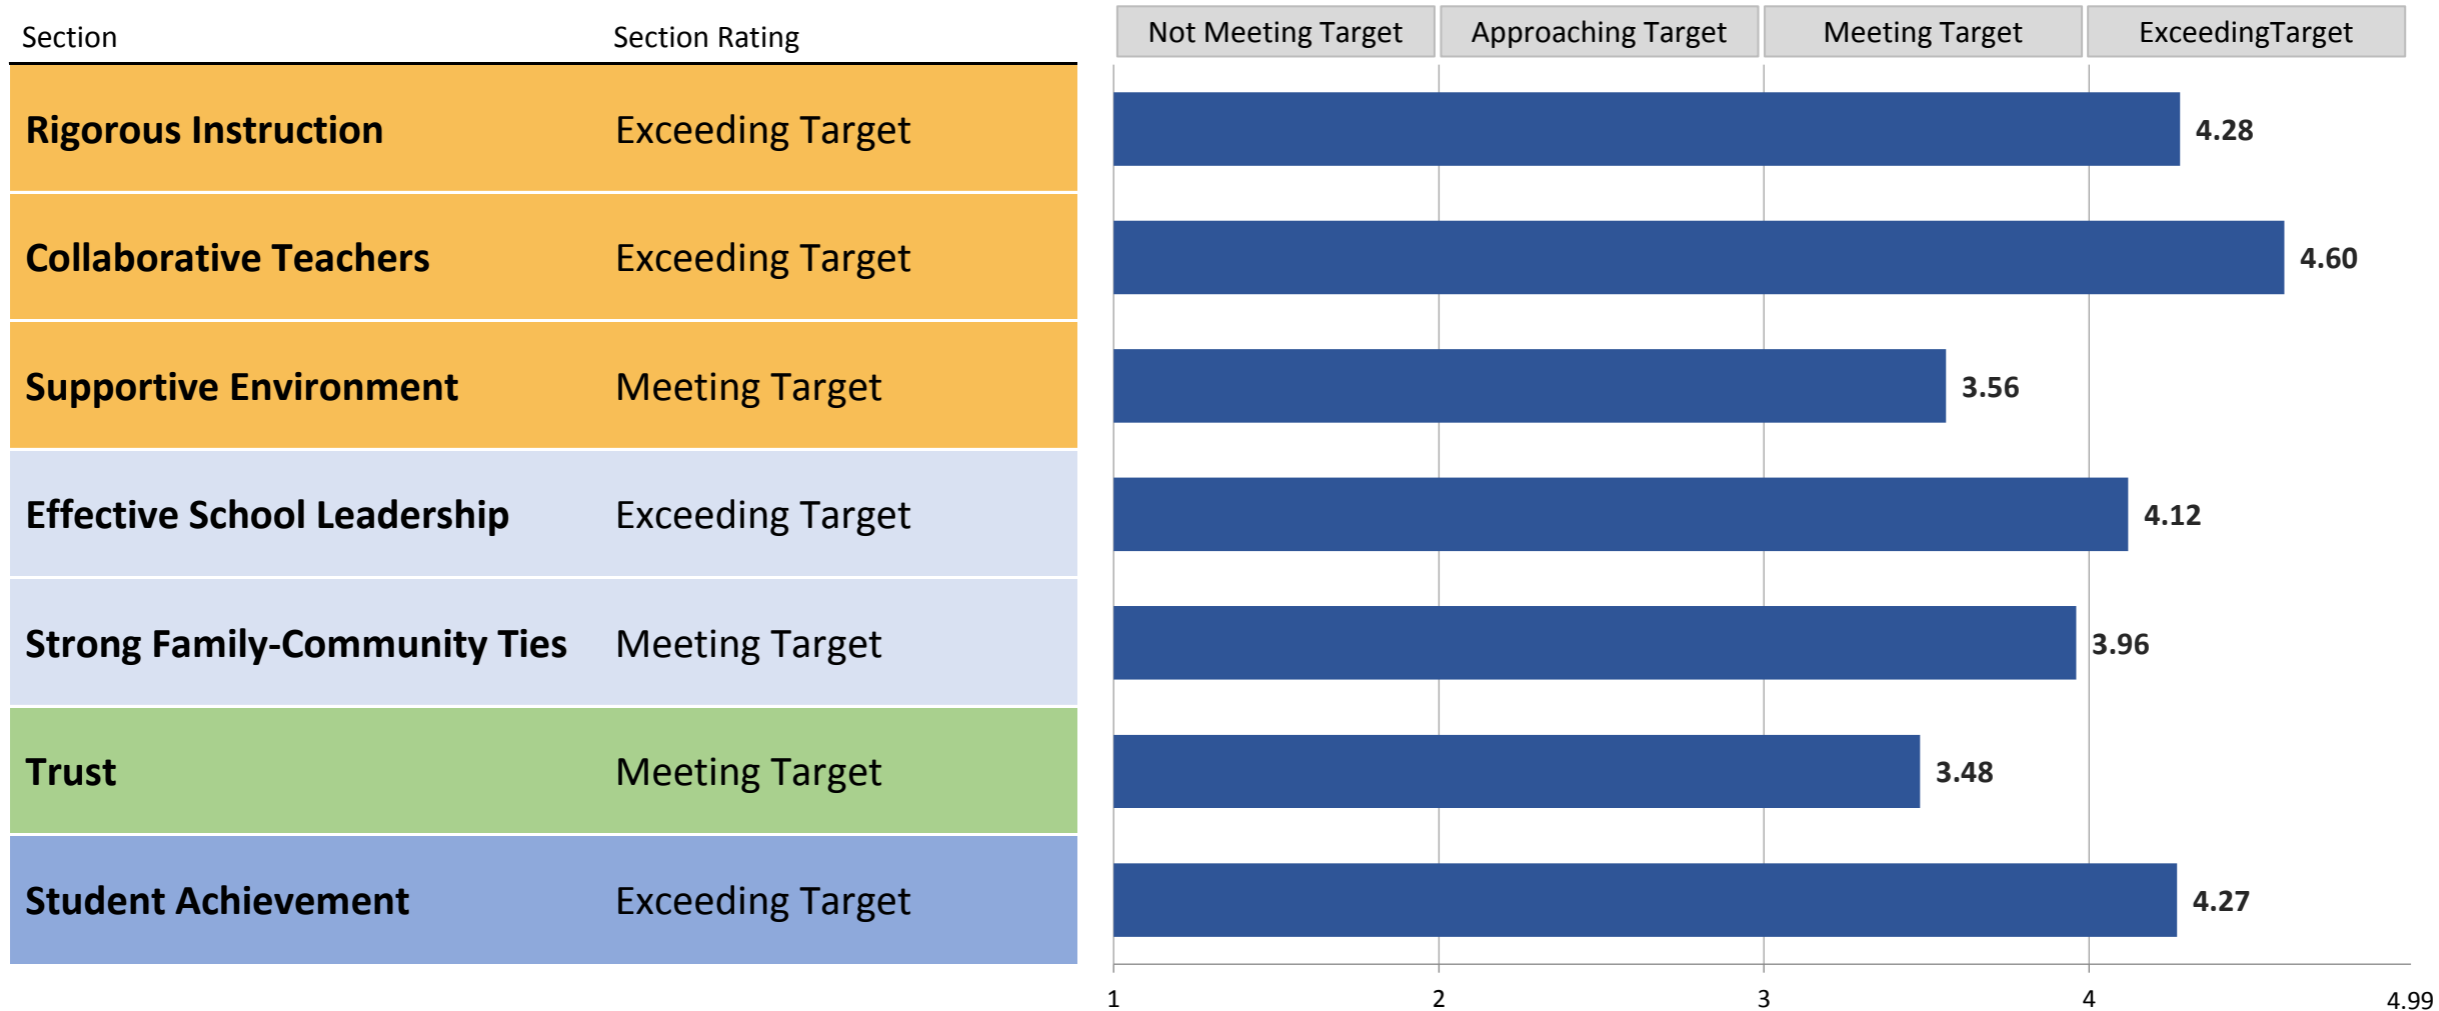 Section Section Rating Not Meeting Target Approaching Target Meeting Target ExceedingTarget
Rigorous Instruction Exceeding Target 4.28
Collaborative Teachers Exceeding Target 4.60
Supportive Environment Meeting Target 3.56
Effective School Leadership Exceeding Target 4.12
Strong Family-Community Ties Meeting Target 3.96
Trust Meeting Target 3.48
Student Achievement Exceeding Target 4.27
1 2 3 4 4.99